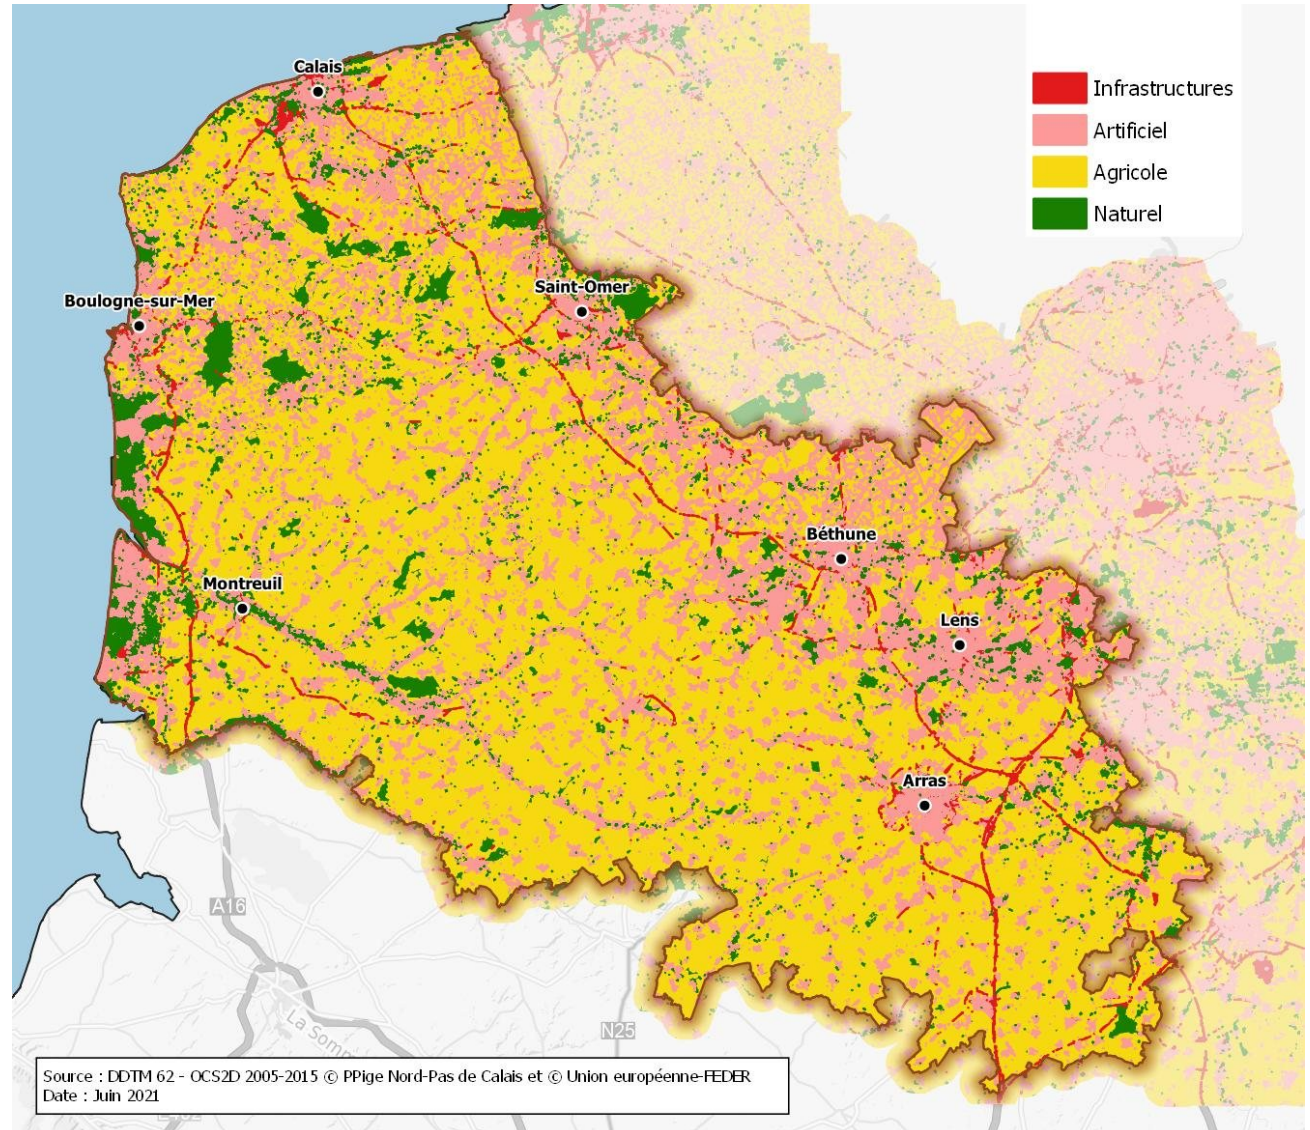 Calais
Infrastructures
Artificiel
Agricole
Naturel
Saint-Omer
Boulogne-sur-Mer
Béthune
Montreuil
Lens
Arras
A16
La Somm
N25
Source : DDTM 62 - OCS2D 2005-2015 © PPige Nord-Pas de Calais et © Union européenne-FEDER
Date : Juin 2021